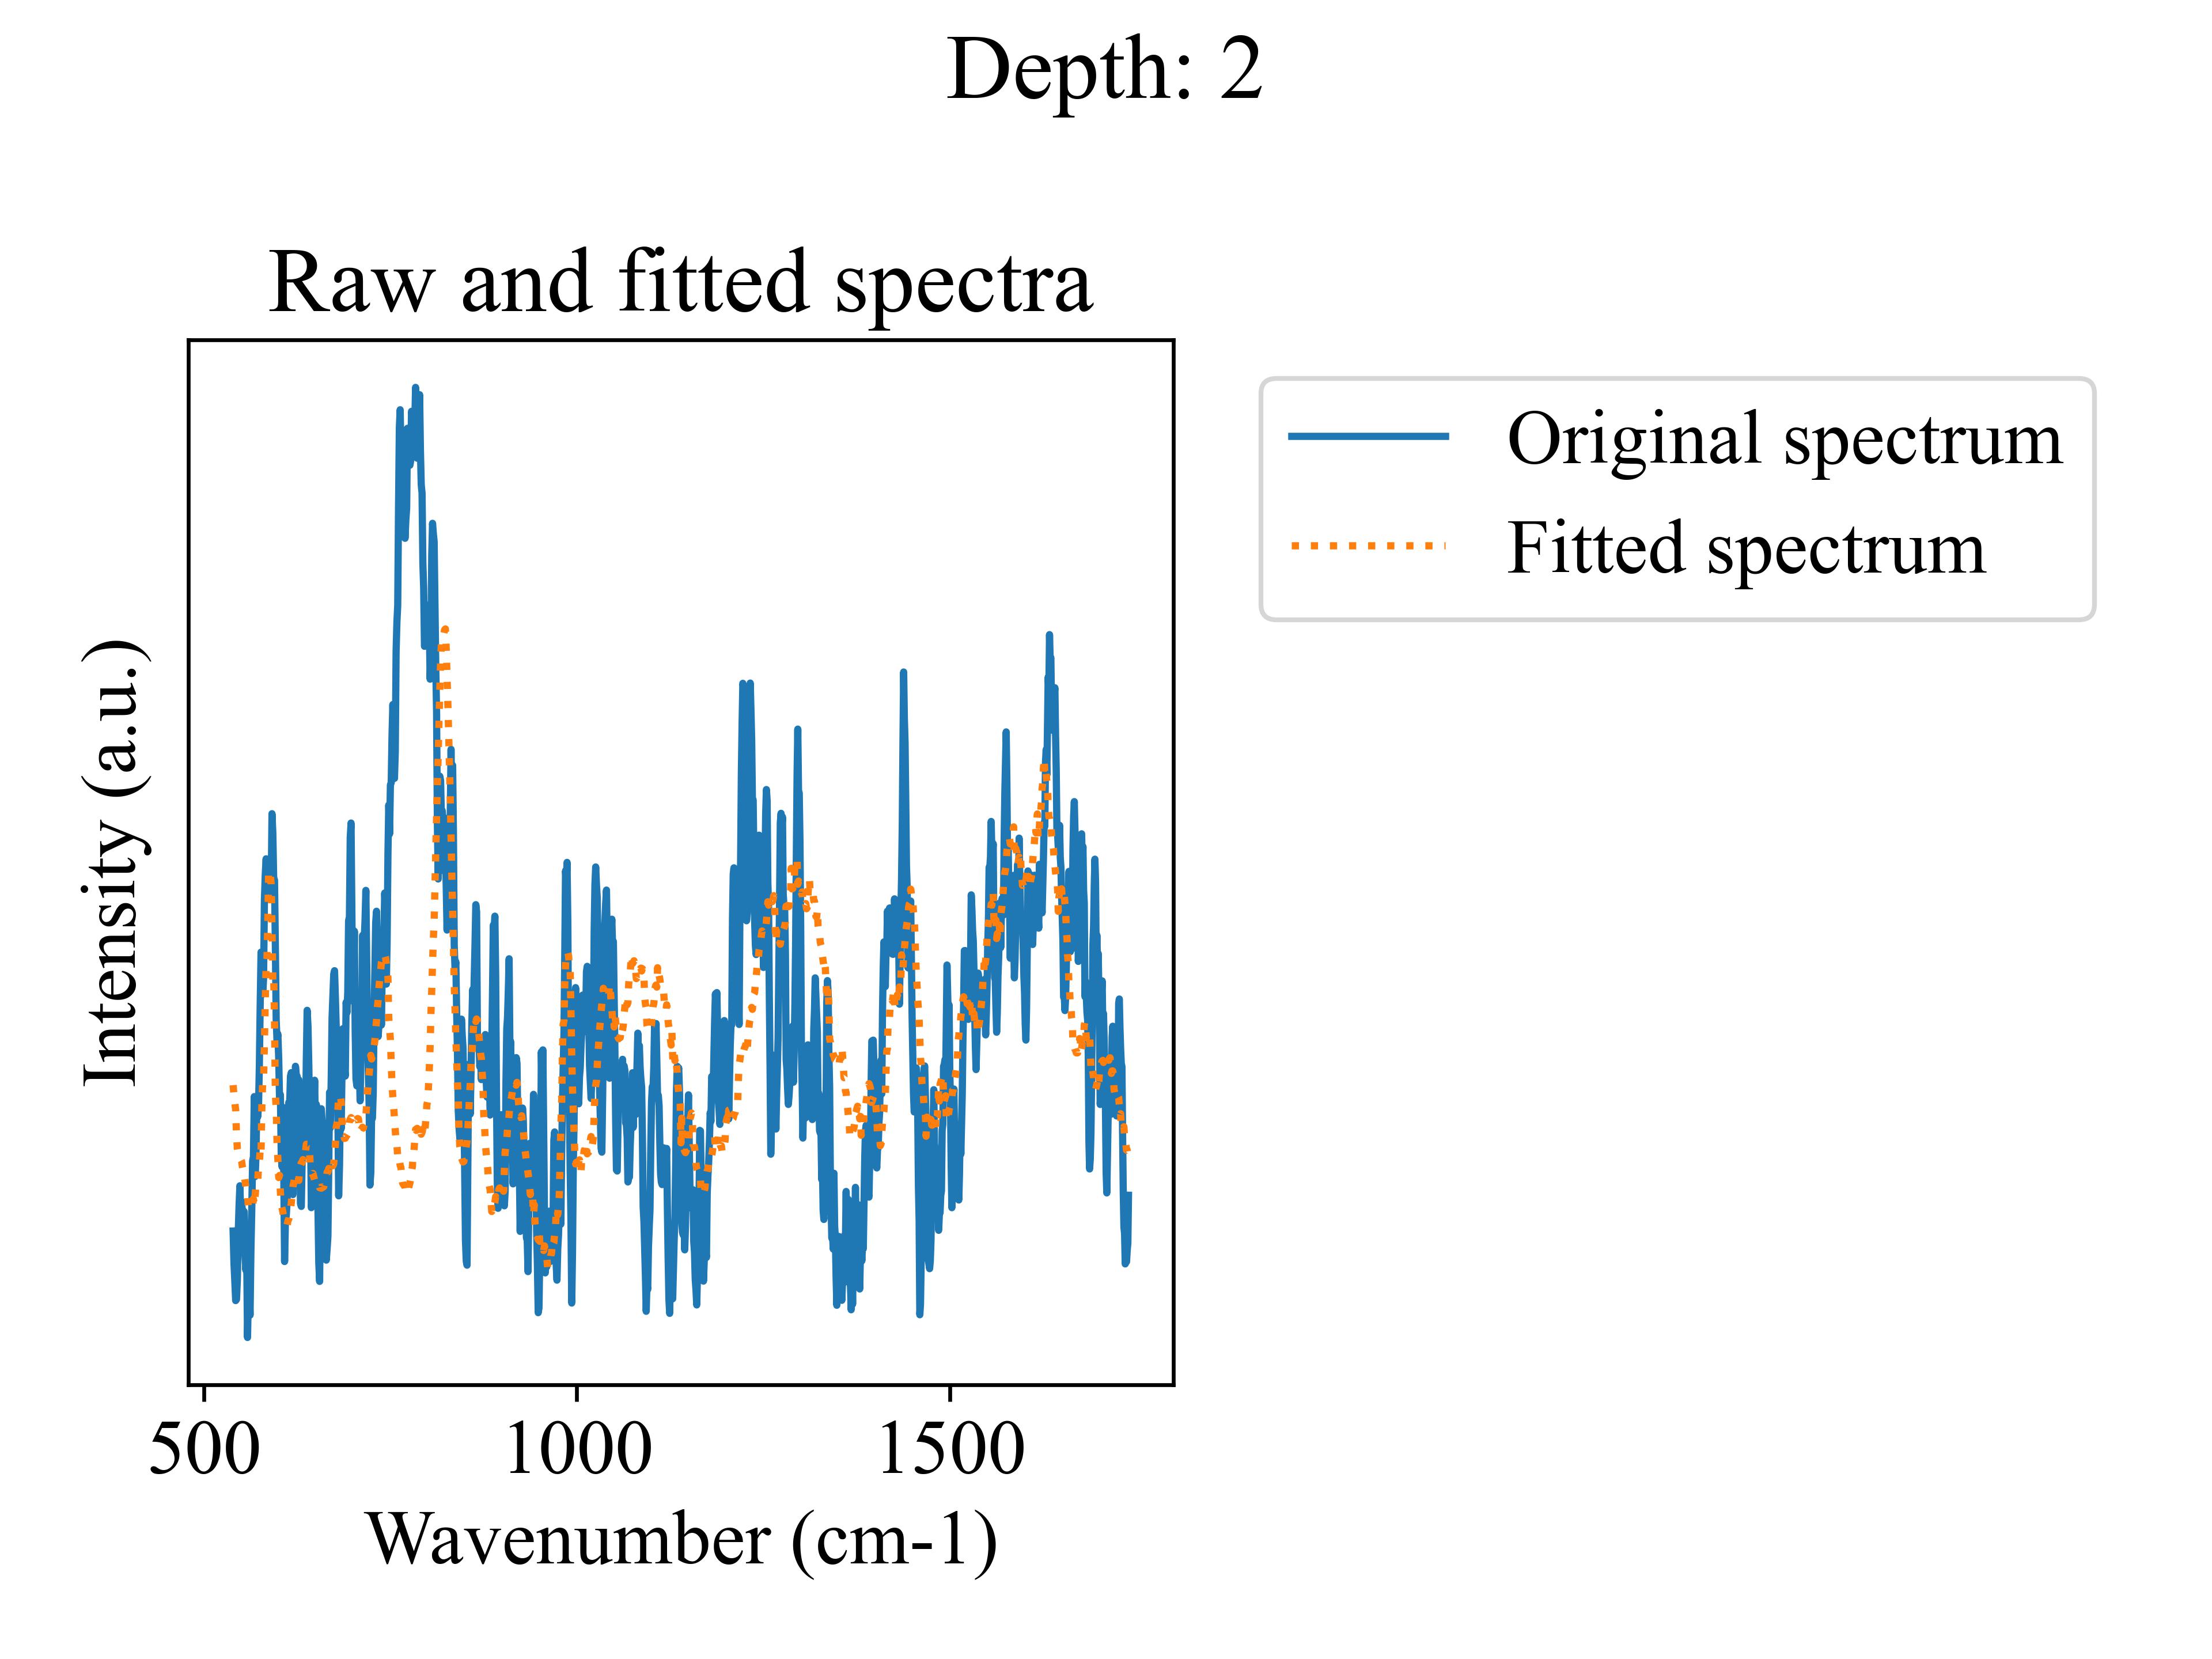 Depth: 2
Raw and fitted spectra
Original spectrum
Fitted spectrum
Intensity (a.u.)
500 1000 1500
Wavenumber (cm-1)